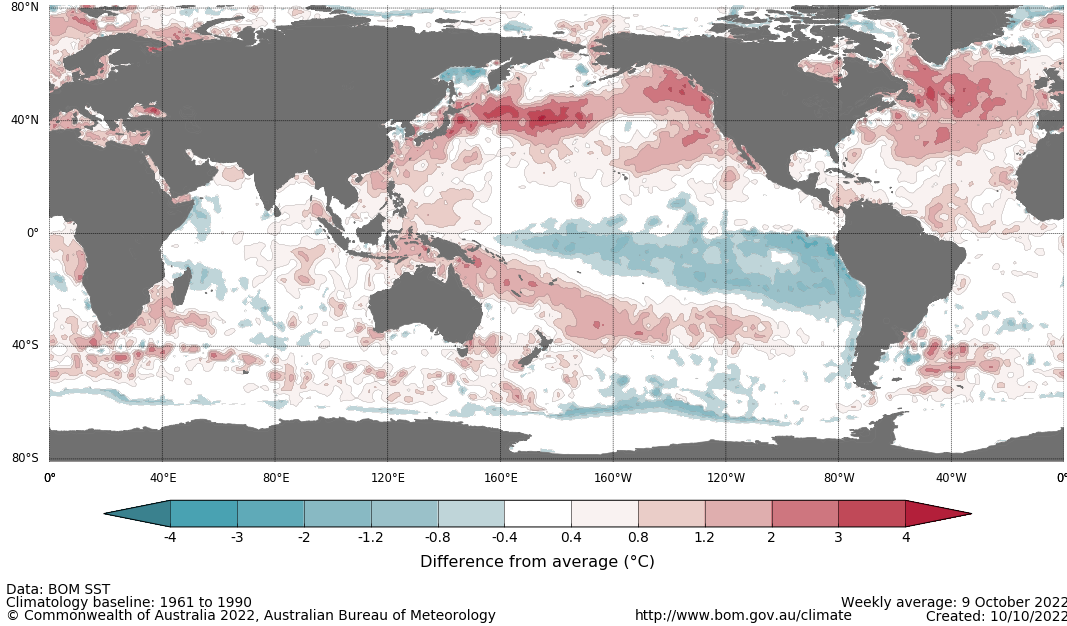 80°N
40°N
0°
40°S
80°S
0° 40°E 80°E 120°E 160°E 160°W 120°W 80°W 40°W 0°
-4 -3 -2 -1.2 -0.8 -0.4 0.4 0.8 1.2 2 3 4
Difference from average (°C)
Data: BOM SST
Climatology baseline: 1961 to 1990 Weekly average: 9 October 2022
© Commonwealth of Australia 2022, Australian Bureau of Meteorology http://www.bom.gov.au/climate Created: 10/10/2022